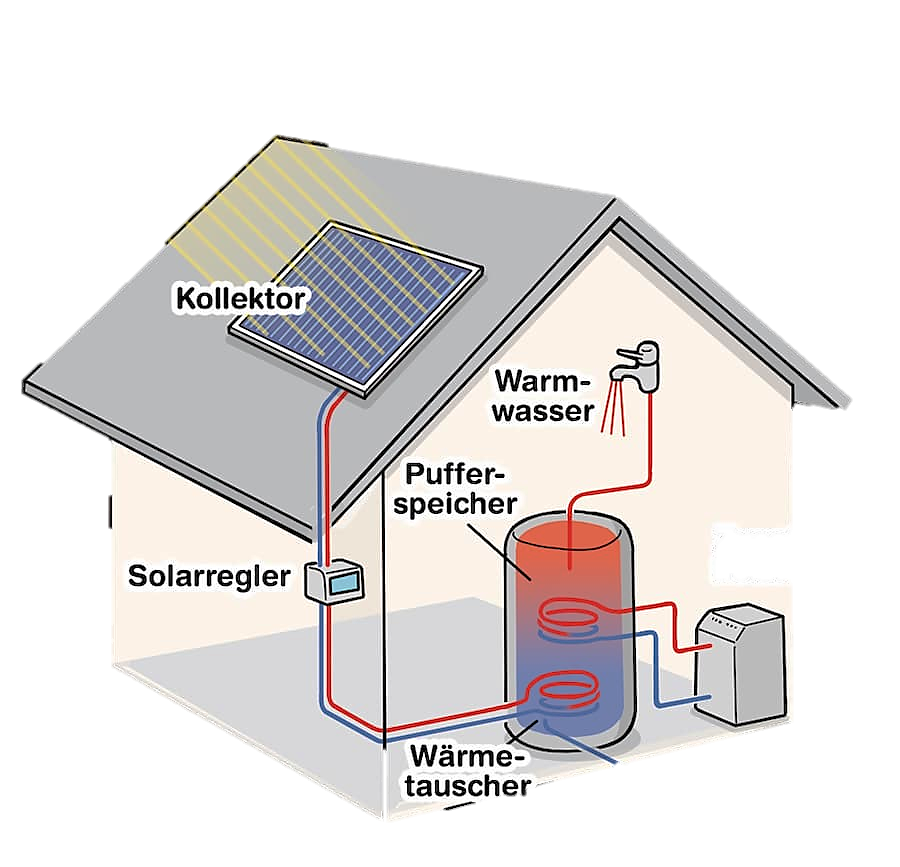 Kollektor
Warm-
wasser
Puffer-
speicher
Solarregler
Wärme-
tauscher